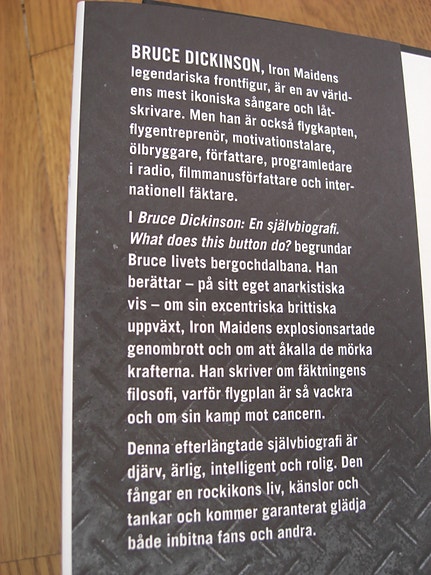 BRUCE DICKINSON, Iron Maidens
legendariska frontfigur, är en av värld-
ens mest ikoniska sångare och låt-
skrivare. Men han är också flygkapten,
flygentreprenör, motivationstalare,
ölbryggare, författare, programledare
i radio, filmmanusförfattare och inter-
nationell fäktare.
I Bruce Dickinson: En självbiografi.
What does this button do? begrundar
Bruce livets bergochdalbana. Han
berättar – på sitt eget anarkistiska
vis – om sin excentriska brittiska
uppväxt, Iron Maidens explosionsartade
genombrott och om att åkalla de mörka
krafterna. Han skriver om fäktningens
filosofi, varför flygplan är så vackra
och om sin kamp mot cancern.
Denna efterlängtade självbiografi är
djärv, ärlig, intelligent och rolig. Den
fångar en rockikons liv, känslor och
tankar och kommer garanterat glädja
både inbitna fans och andra.